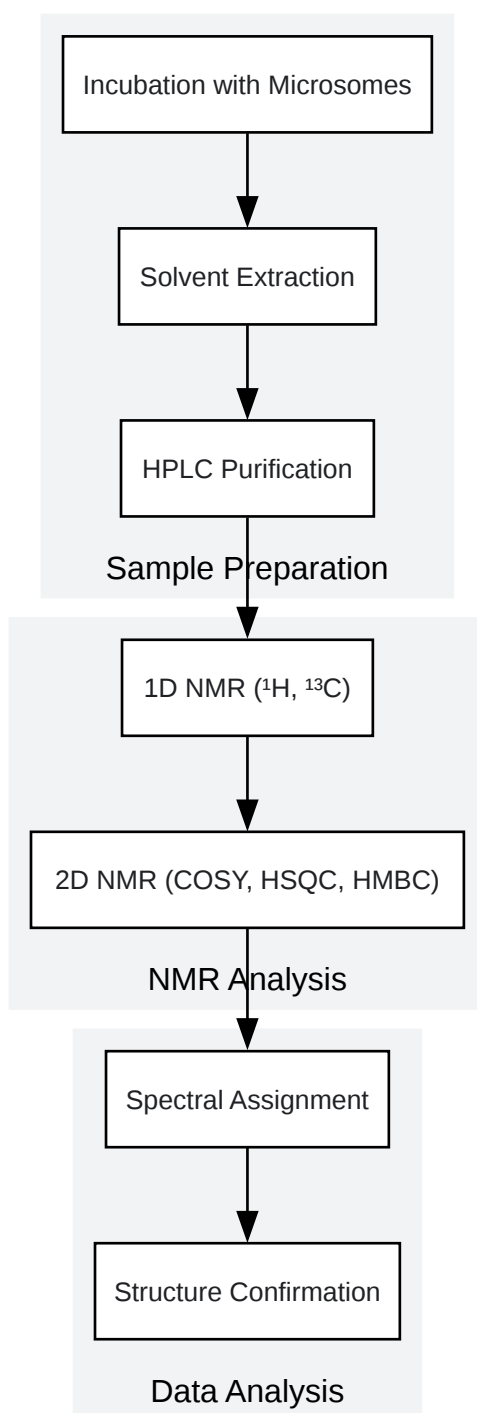 Incubation with Microsomes
Solvent Extraction
HPLC Purification
Sample Preparation
1D NMR (¹H, ¹³C)
2D NMR (COSY, HSQC, HMBC)
NMR Analysis
Spectral Assignment
Structure Confirmation
Data Analysis